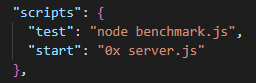 "scripts": {
"test": "node benchmark.js",
"start": "0x server.js"
},